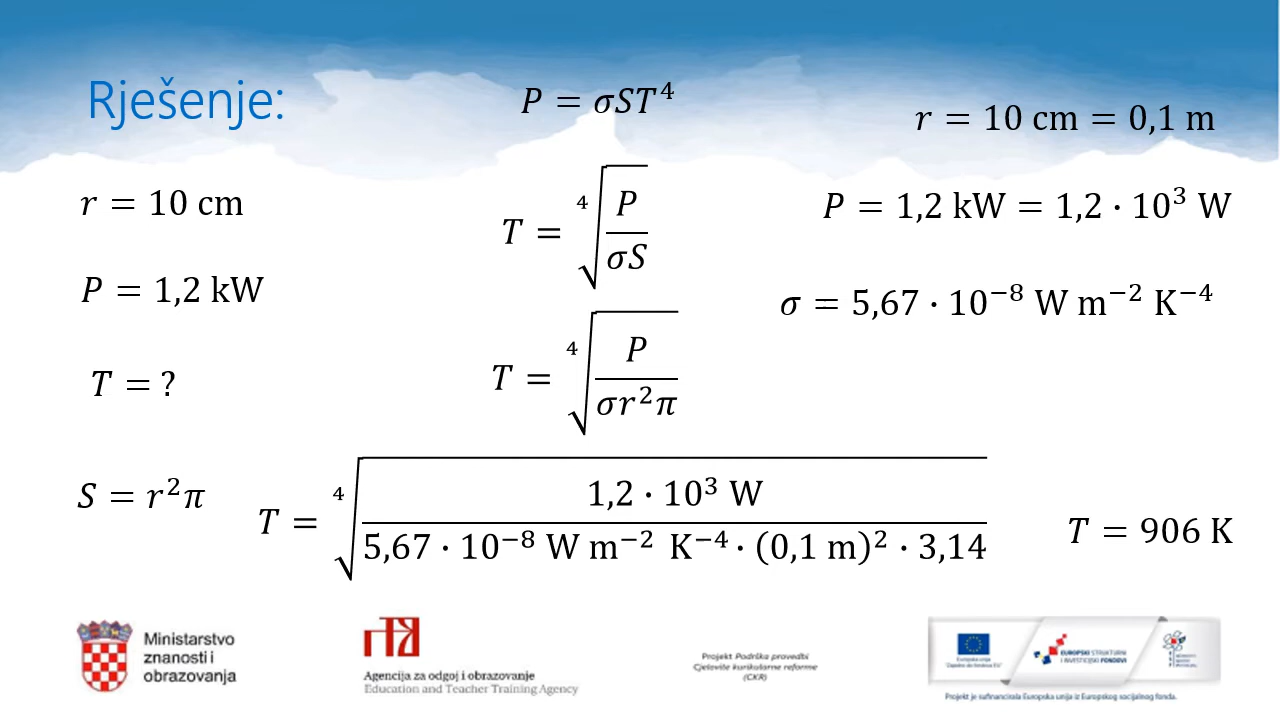 Rješenje:
r = 10 cm
P = 1,2 kW
T = ?
S = r²π
P = σST⁴
T = ⁴√(P / σS)
T = ⁴√(P / σr²π)
T = ⁴√(1,2 · 10³ W / 5,67 · 10⁻⁸ W m⁻² K⁻⁴ · (0,1 m)² · 3,14)
r = 10 cm = 0,1 m
P = 1,2 kW = 1,2 · 10³ W
σ = 5,67 · 10⁻⁸ W m⁻² K⁻⁴
T = 906 K
Ministarstvo
znanosti i
obrazovanja
Agencija za odgoj i obrazovanje
Education and Teacher Training Agency
Projekt Podrška provedbi
Cjelovite kurikularne reforme
(CKR)
Europska unija
EUROPSKI STRUKTURNI
I INVESTICIJSKI FONDOVI
Projekt je sufinancirala Europska unija iz Europskog socijalnog fonda.